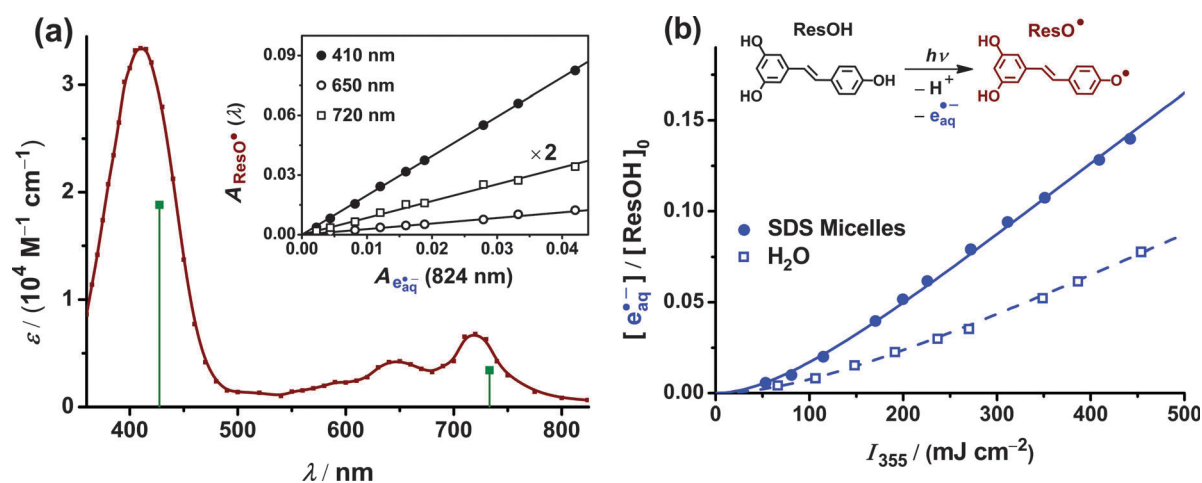 (a)
ε / (10⁴ M⁻¹ cm⁻¹)
3
2
1
0
400
500
600
700
800
λ / nm
0.09
0.06
0.03
0.00
A ResO• (λ)
410 nm
650 nm
720 nm
×2
0.00
0.01
0.02
0.03
0.04
A e•−aq (824 nm)
(b)
[e•−aq] / [ResOH]0
0.15
0.10
0.05
0.00
ResOH
HO
HO
OH
hν
− H⁺
− e•−aq
ResO•
HO
HO
O•
SDS Micelles
H₂O
0
100
200
300
400
500
I355 / (mJ cm⁻²)